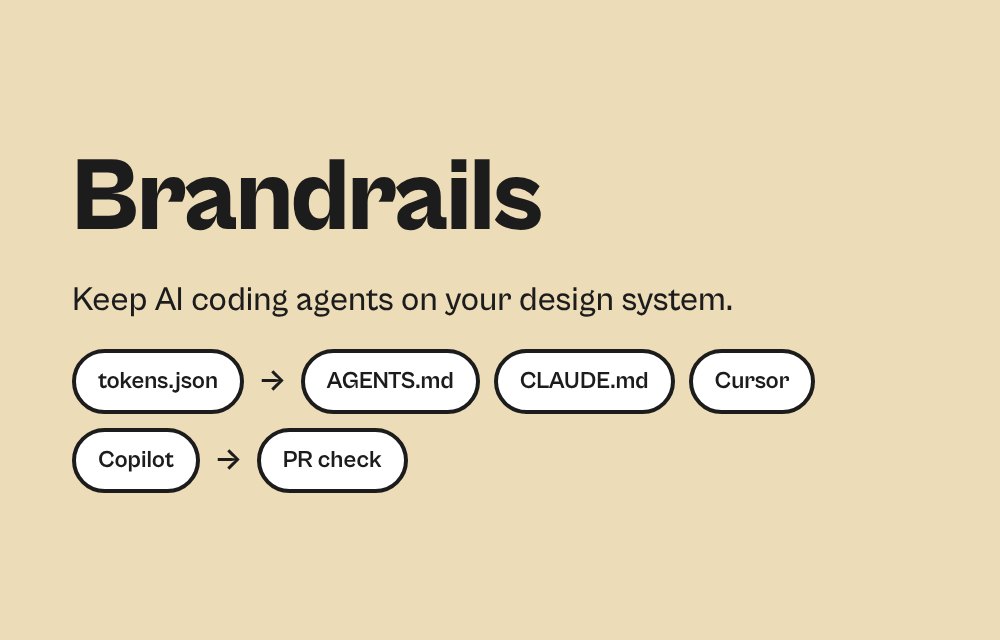 Brandrails
Keep AI coding agents on your design system.
tokens.json → AGENTS.md CLAUDE.md Cursor
Copilot → PR check